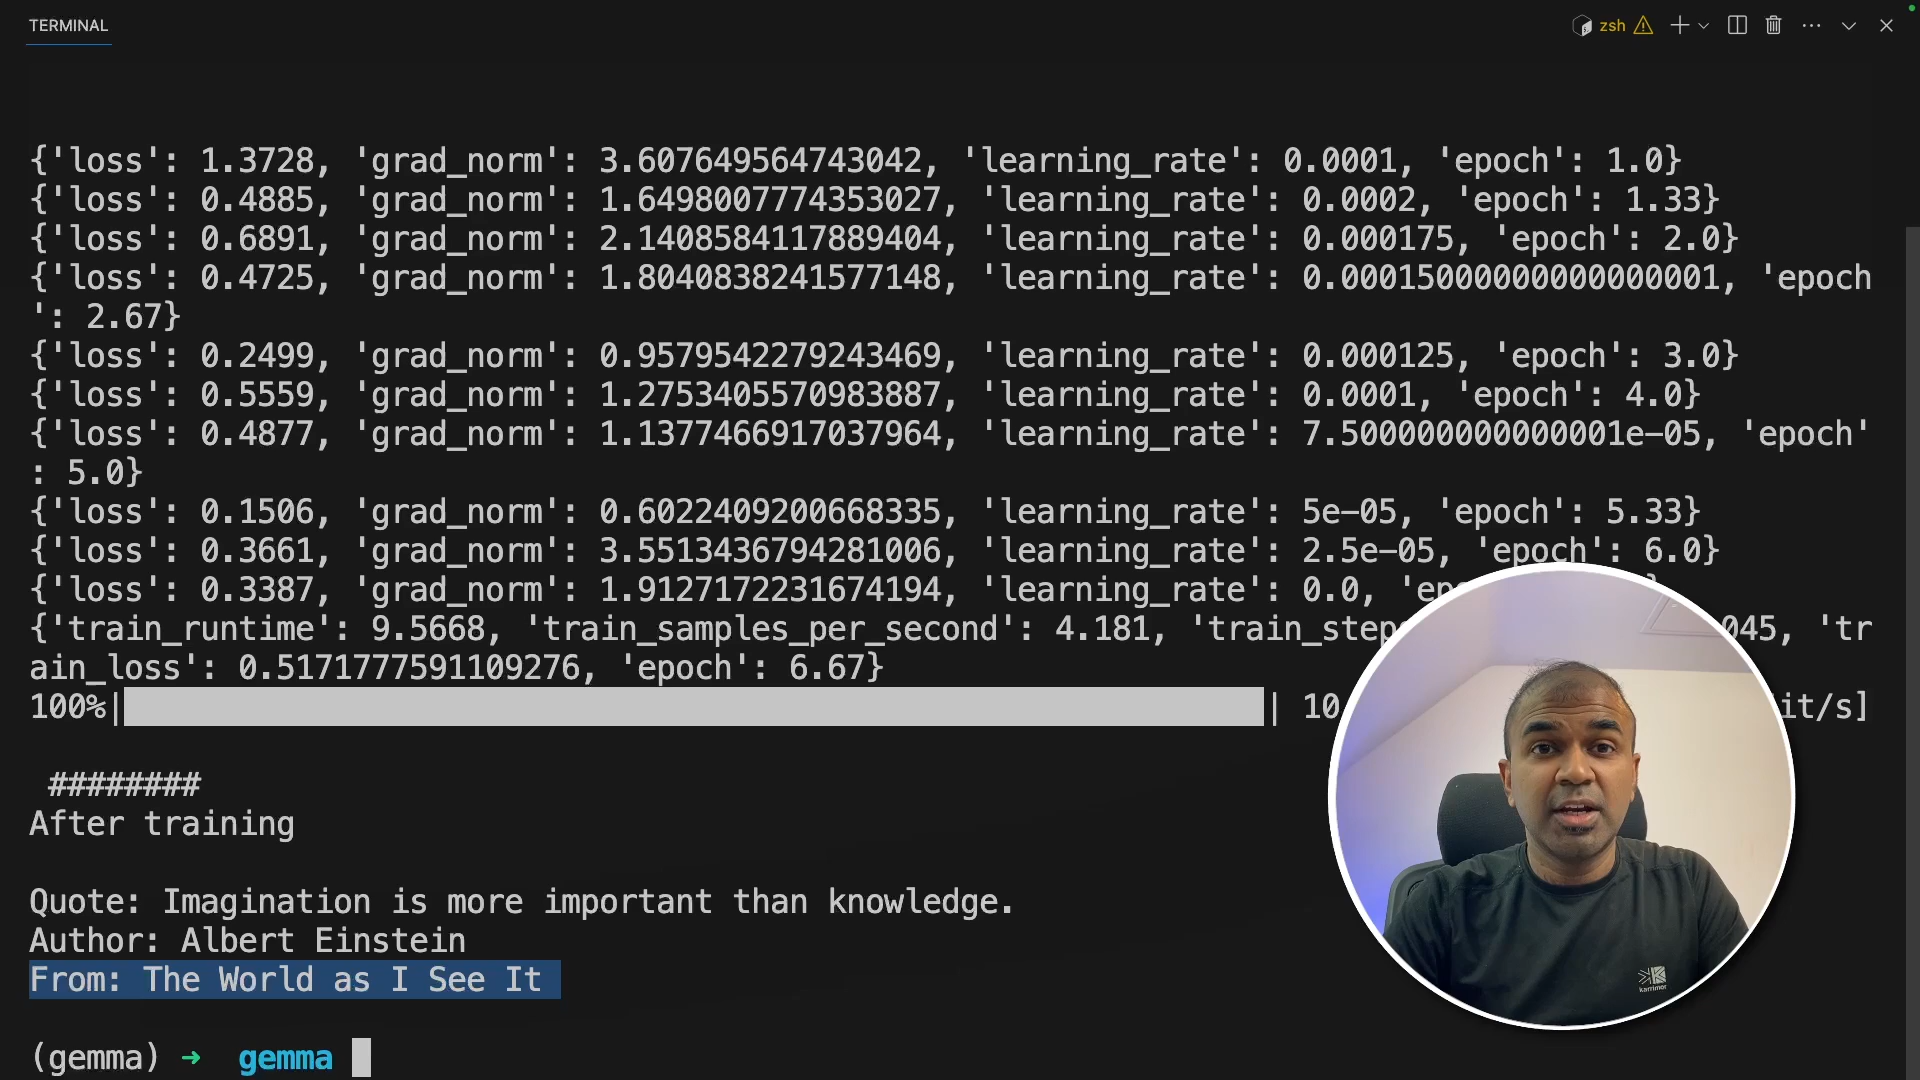 TERMINAL
zsh
{'loss': 1.3728, 'grad_norm': 3.607649564743042, 'learning_rate': 0.0001, 'epoch': 1.0}
{'loss': 0.4885, 'grad_norm': 1.6498007774353027, 'learning_rate': 0.0002, 'epoch': 1.33}
{'loss': 0.6891, 'grad_norm': 2.1408584117889404, 'learning_rate': 0.000175, 'epoch': 2.0}
{'loss': 0.4725, 'grad_norm': 1.8040838241577148, 'learning_rate': 0.00015000000000000001, 'epoch
': 2.67}
{'loss': 0.2499, 'grad_norm': 0.9579542279243469, 'learning_rate': 0.000125, 'epoch': 3.0}
{'loss': 0.5559, 'grad_norm': 1.2753405570983887, 'learning_rate': 0.0001, 'epoch': 4.0}
{'loss': 0.4877, 'grad_norm': 1.1377466917037964, 'learning_rate': 7.500000000000001e-05, 'epoch'
: 5.0}
{'loss': 0.1506, 'grad_norm': 0.6022409200668335, 'learning_rate': 5e-05, 'epoch': 5.33}
{'loss': 0.3661, 'grad_norm': 3.5513436794281006, 'learning_rate': 2.5e-05, 'epoch': 6.0}
{'loss': 0.3387, 'grad_norm': 1.9127172231674194, 'learning_rate': 0.0,
{'train_runtime': 9.5668, 'train_samples_per_second': 4.181, 045, 'tr
ain_loss': 0.5171777591109276, 'epoch': 6.67}
100%| | 10 it/s]
########
After training
Quote: Imagination is more important than knowledge.
Author: Albert Einstein
From: The World as I See It
(gemma) ➜ gemma
karrimor